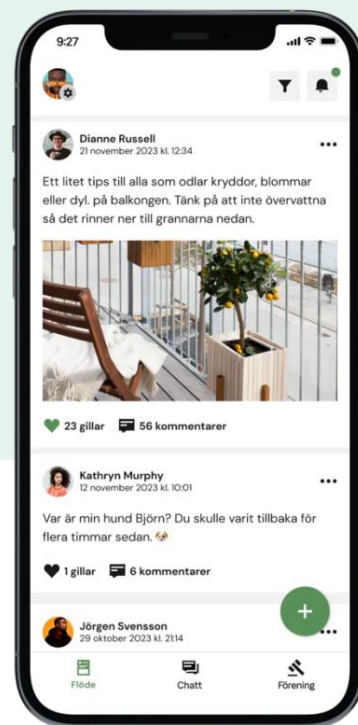 9:27
Dianne Russell
21 november 2023 kl. 12:34
Ett litet tips till alla som odlar kryddor, blommar
eller dyl. på balkongen. Tänk på att inte övervattna
så det rinner ner till grannarna nedan.
23 gillar 56 kommentarer
Kathryn Murphy
12 november 2023 kl. 10:01
Var är min hund Björn? Du skulle varit tillbaka för
flera timmar sedan. 🐶
1 gillar 6 kommentarer
Jörgen Svensson
29 oktober 2023 kl. 21:14
Flöde Chatt Förening